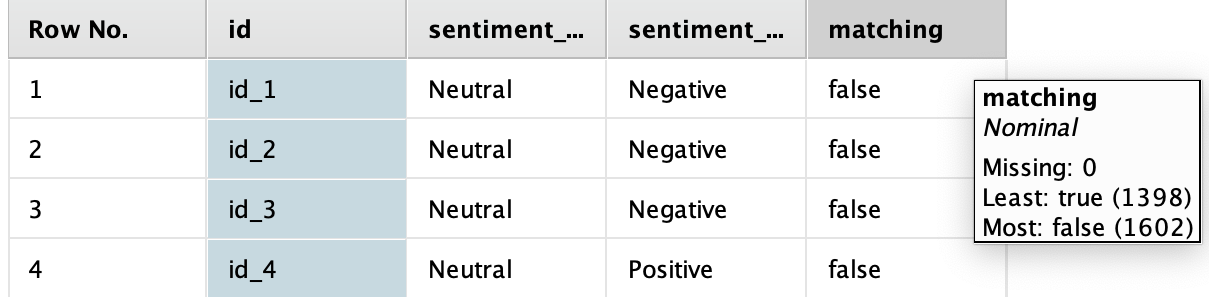 Row No. id sentiment_... sentiment_... matching
1 id_1 Neutral Negative false
2 id_2 Neutral Negative false
3 id_3 Neutral Negative false
4 id_4 Neutral Positive false
matching
Nominal
Missing: 0
Least: true (1398)
Most: false (1602)